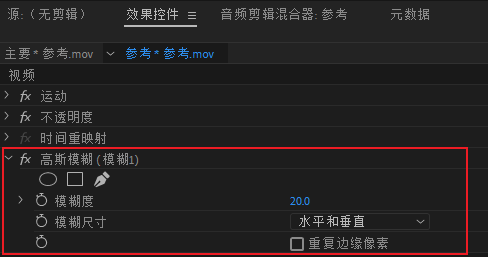 源：（无剪辑） 效果控件 音频剪辑混合器：参考 元数据
主要 * 参考.mov 参考 * 参考.mov
视频
fx 运动
fx 不透明度
fx 时间重映射
fx 高斯模糊 (模糊1)
模糊度 20.0
模糊尺寸 水平和垂直
重复边缘像素